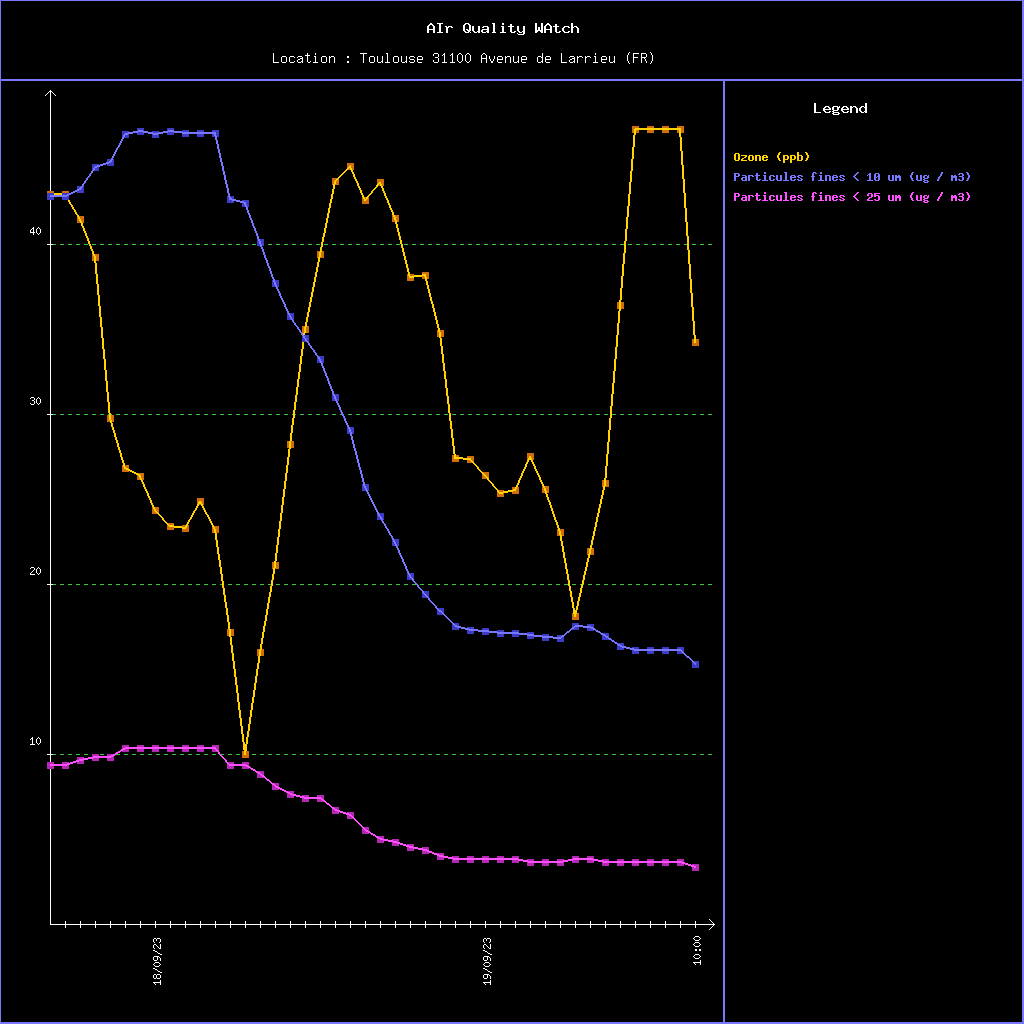 AIr Quality WAtch
Location : Toulouse 31100 Avenue de Larrieu (FR)
Legend
Ozone (ppb)
Particules fines < 10 um (ug / m3)
Particules fines < 25 um (ug / m3)
40
30
20
10
18/09/23
19/09/23
10:00